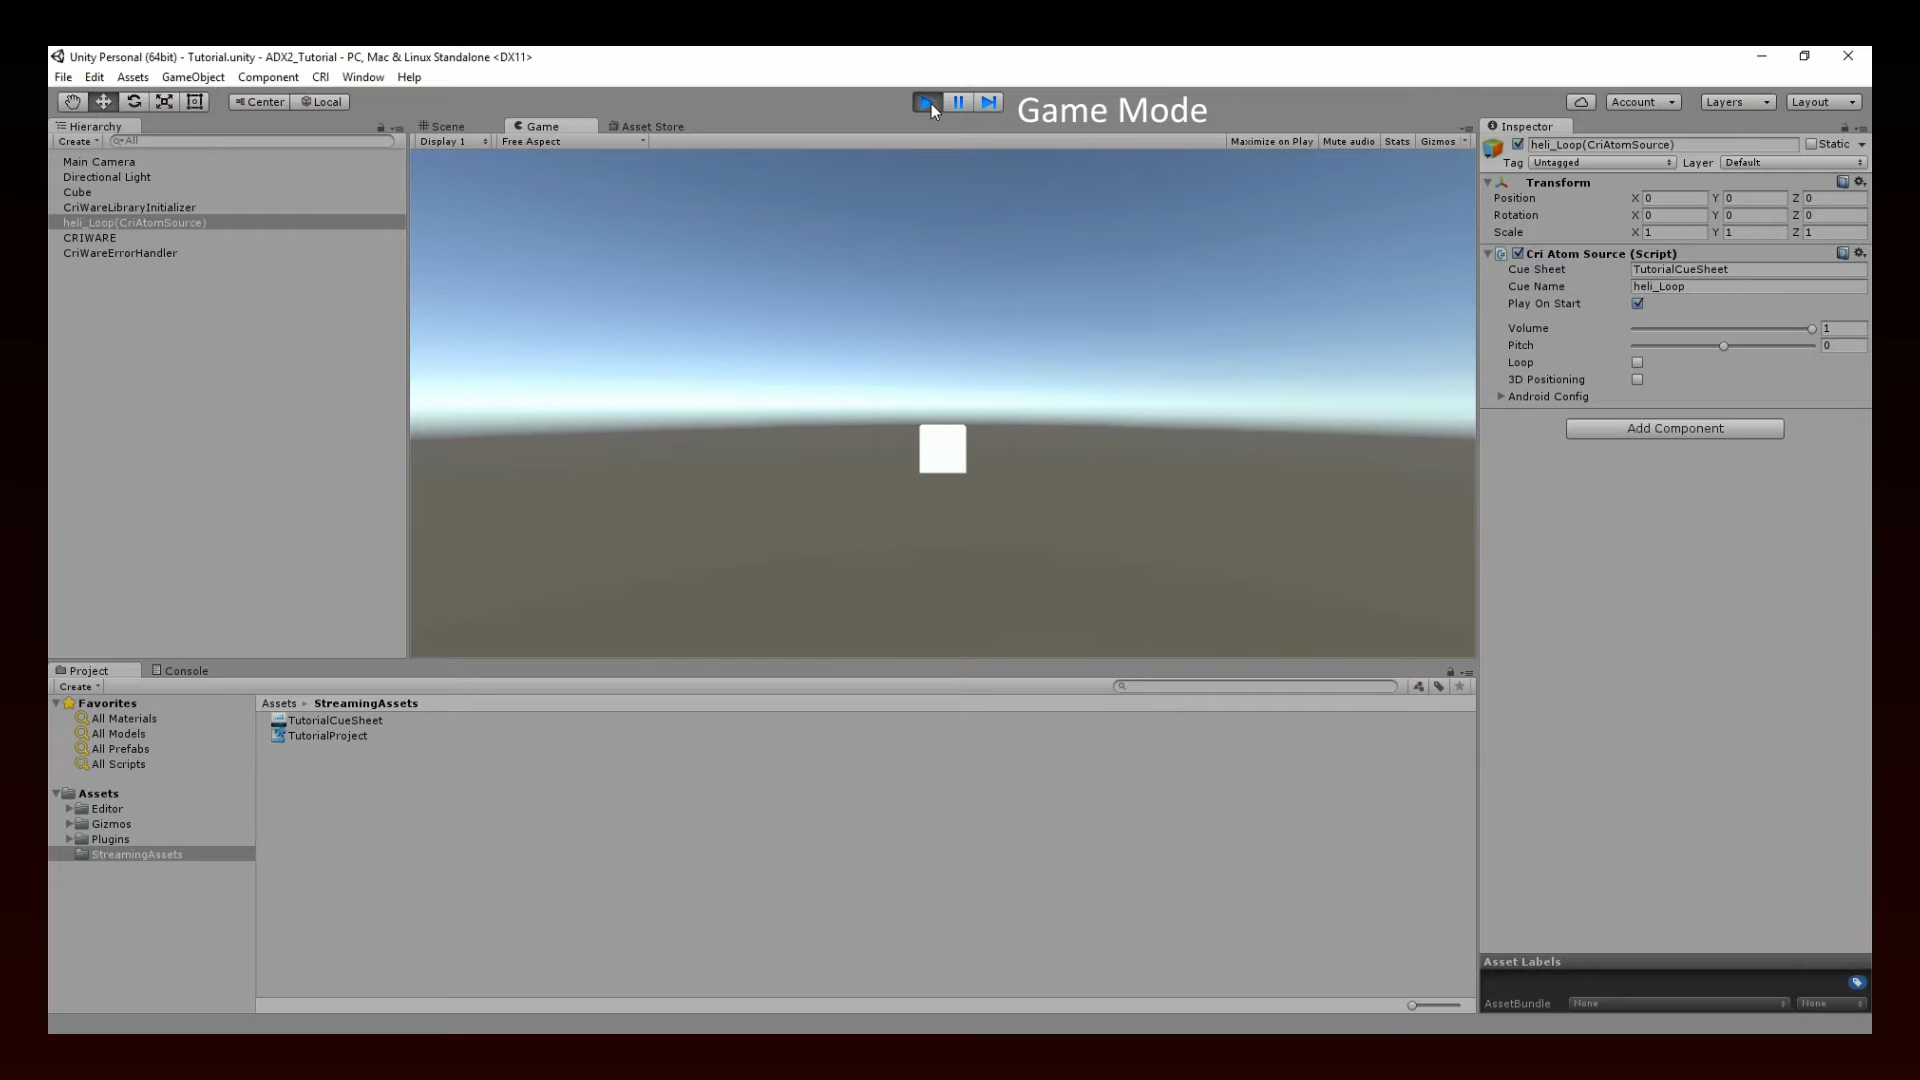 Unity Personal (64bit) - Tutorial.unity - ADX2_Tutorial - PC, Mac & Linux Standalone <DX11>
File Edit Assets GameObject Component CRI Window Help
Center Local Game Mode Account Layers Layout
Hierarchy
Create All
Main Camera
Directional Light
Cube
CriWareLibraryInitializer
heli_Loop(CriAtomSource)
CRIWARE
CriWareErrorHandler
Scene Game Asset Store
Display 1 Free Aspect Maximize on Play Mute audio Stats Gizmos
Inspector
heli_Loop(CriAtomSource) Static
Tag Untagged Layer Default
Transform
Position X 0 Y 0 Z 0
Rotation X 0 Y 0 Z 0
Scale X 1 Y 1 Z 1
Cri Atom Source (Script)
Cue Sheet TutorialCueSheet
Cue Name heli_Loop
Play On Start
Volume 1
Pitch 0
Loop
3D Positioning
Android Config
Add Component
Project Console
Create
Favorites
All Materials
All Models
All Prefabs
All Scripts
Assets
Editor
Gizmos
Plugins
StreamingAssets
Assets StreamingAssets
TutorialCueSheet
TutorialProject
Asset Labels
AssetBundle None None